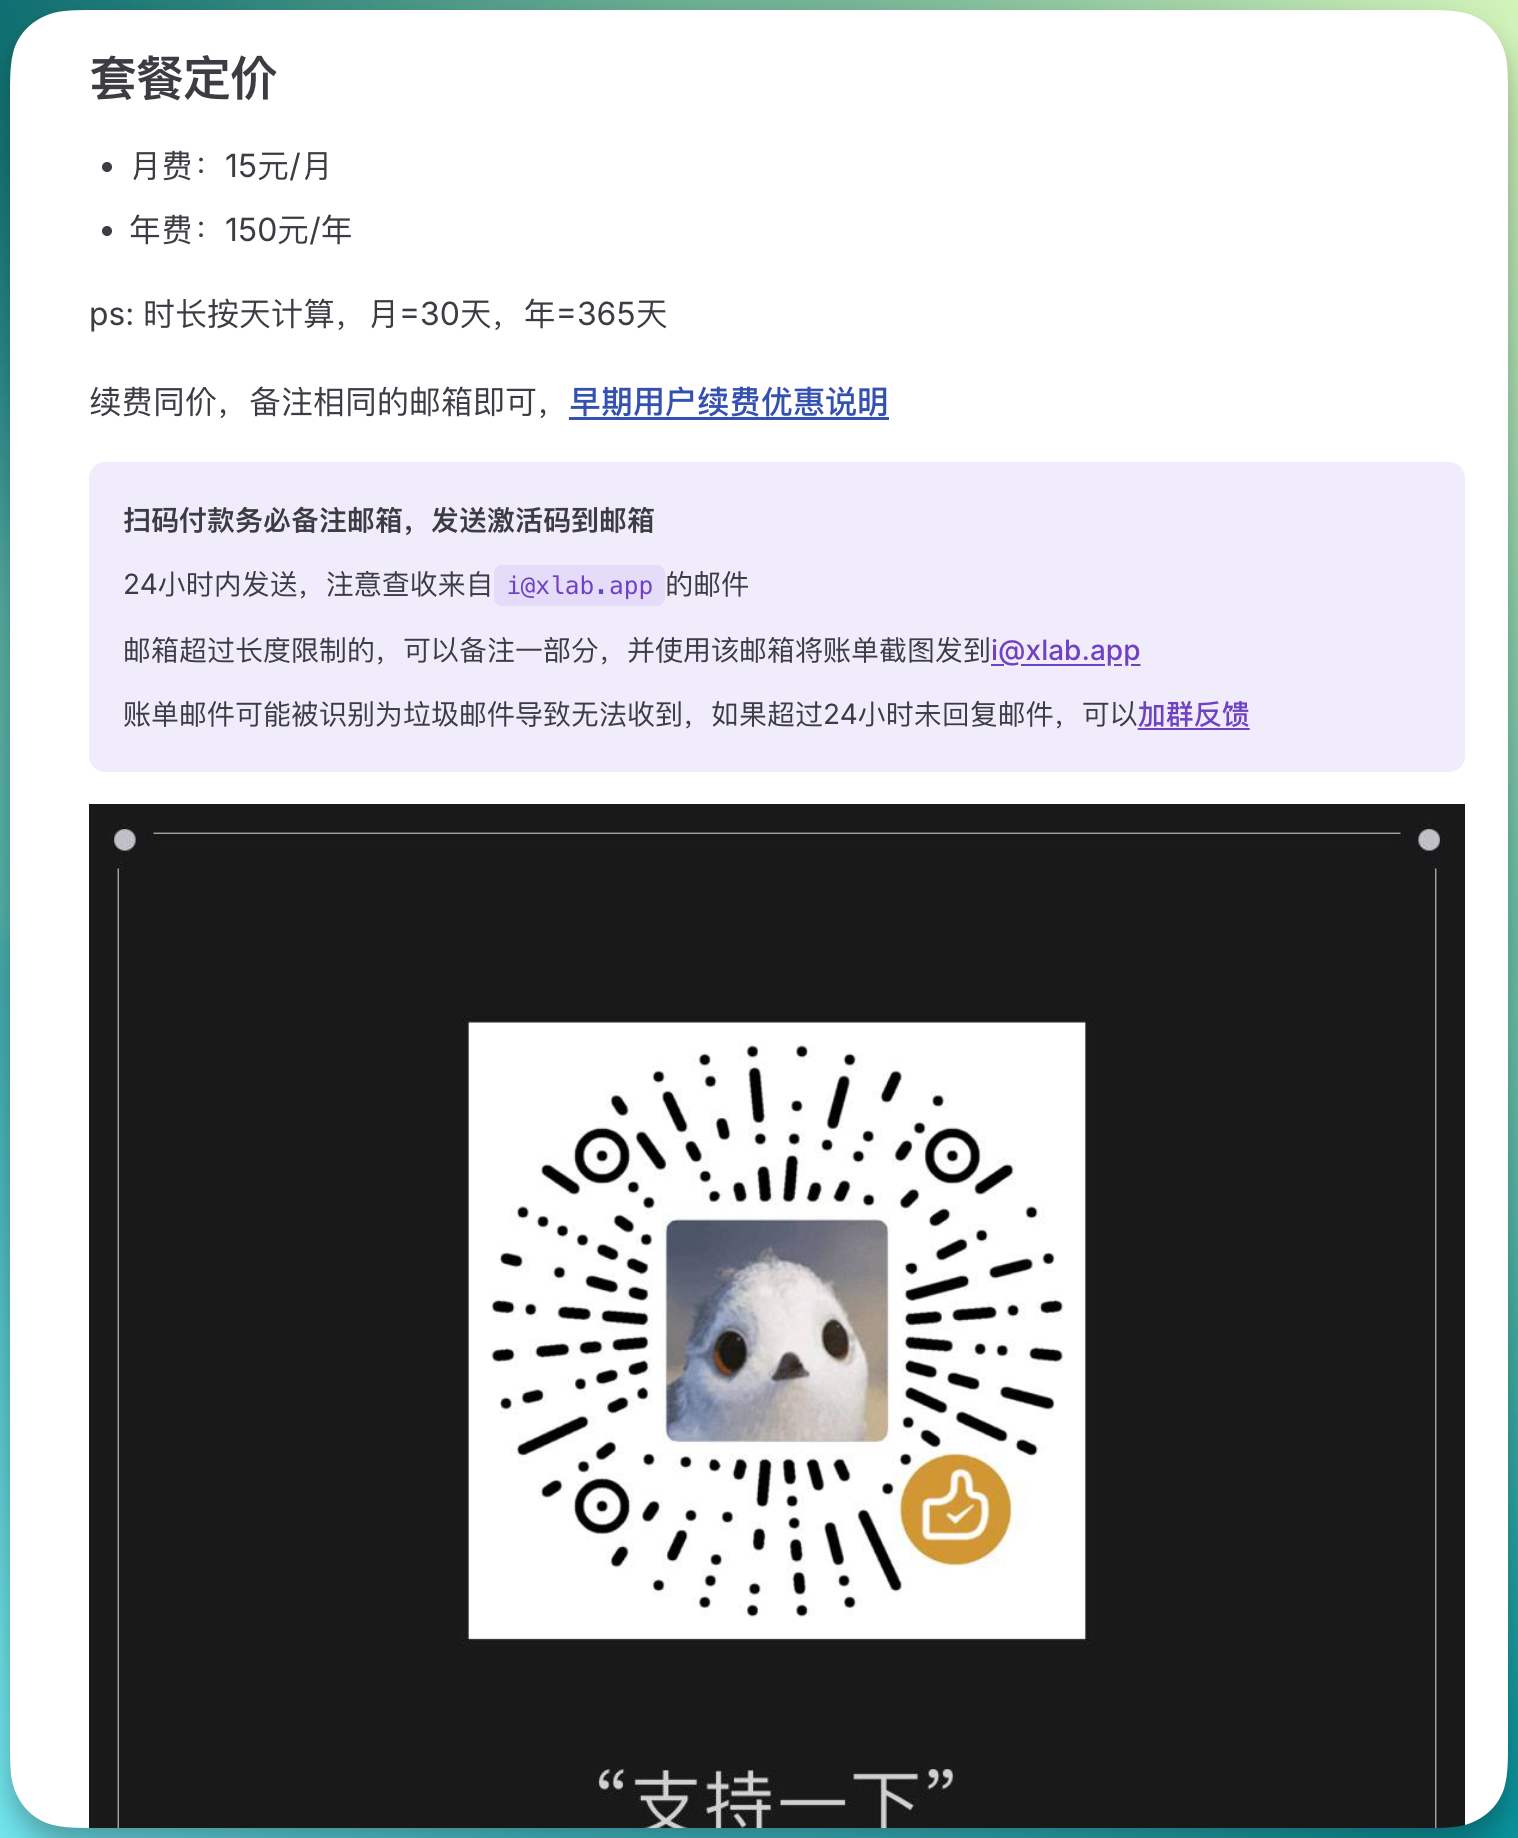 套餐定价
月费：15元/月
年费：150元/年
ps: 时长按天计算，月=30天，年=365天
续费同价，备注相同的邮箱即可，早期用户续费优惠说明
扫码付款务必备注邮箱，发送激活码到邮箱
24小时内发送，注意查收来自i@xlab.app的邮件
邮箱超过长度限制的，可以备注一部分，并使用该邮箱将账单截图发到i@xlab.app
账单邮件可能被识别为垃圾邮件导致无法收到，如果超过24小时未回复邮件，可以加群反馈
“支持一下”